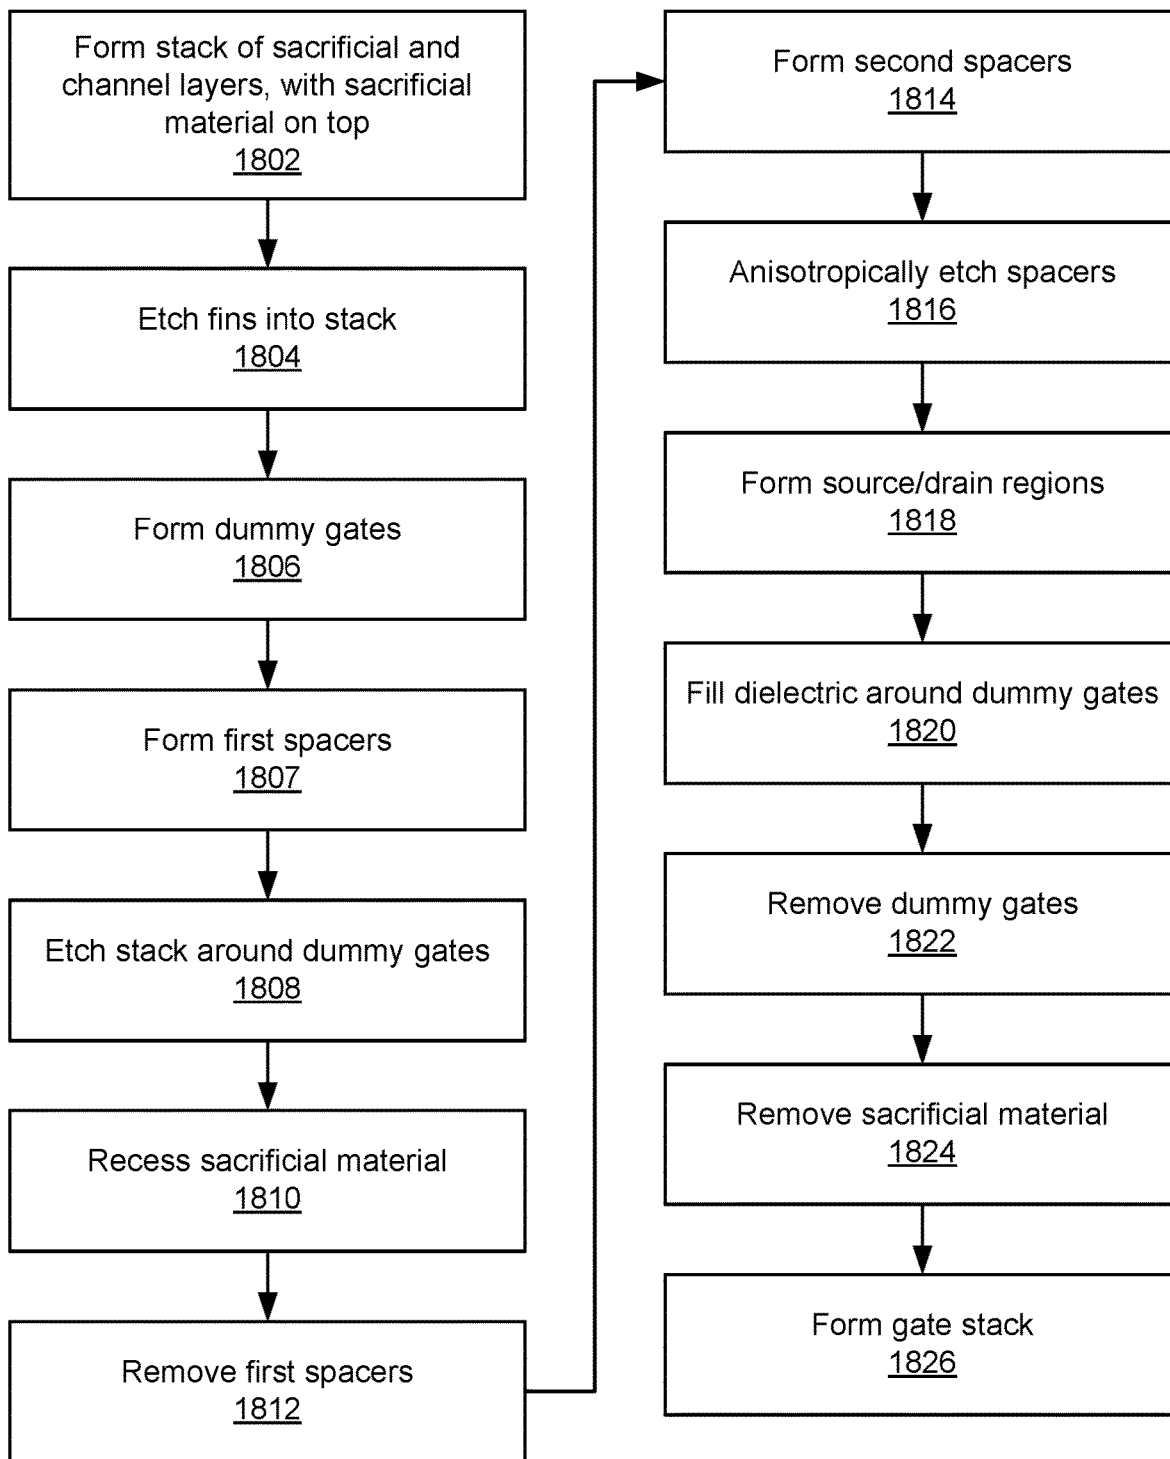 Form stack of sacrificial and
channel layers, with sacrificial
material on top
1802
Etch fins into stack
1804
Form dummy gates
1806
Form first spacers
1807
Etch stack around dummy gates
1808
Recess sacrificial material
1810
Remove first spacers
1812
Form second spacers
1814
Anisotropically etch spacers
1816
Form source/drain regions
1818
Fill dielectric around dummy gates
1820
Remove dummy gates
1822
Remove sacrificial material
1824
Form gate stack
1826